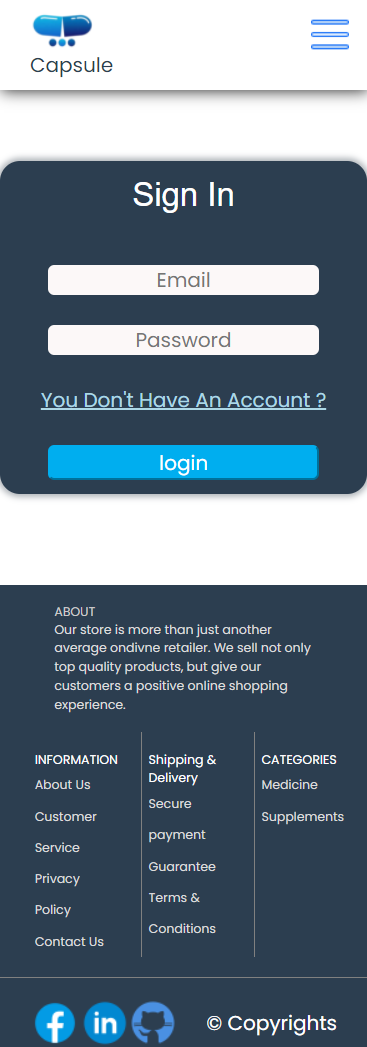 Capsule
Sign In
Email
Password
You Don't Have An Account ?
login
ABOUT
Our store is more than just another
average ondivne retailer. We sell not only
top quality products, but give our
customers a positive online shopping
experience.
INFORMATION
About Us
Customer
Service
Privacy
Policy
Contact Us
Shipping &
Delivery
Secure
payment
Guarantee
Terms &
Conditions
CATEGORIES
Medicine
Supplements
f
in
© Copyrights